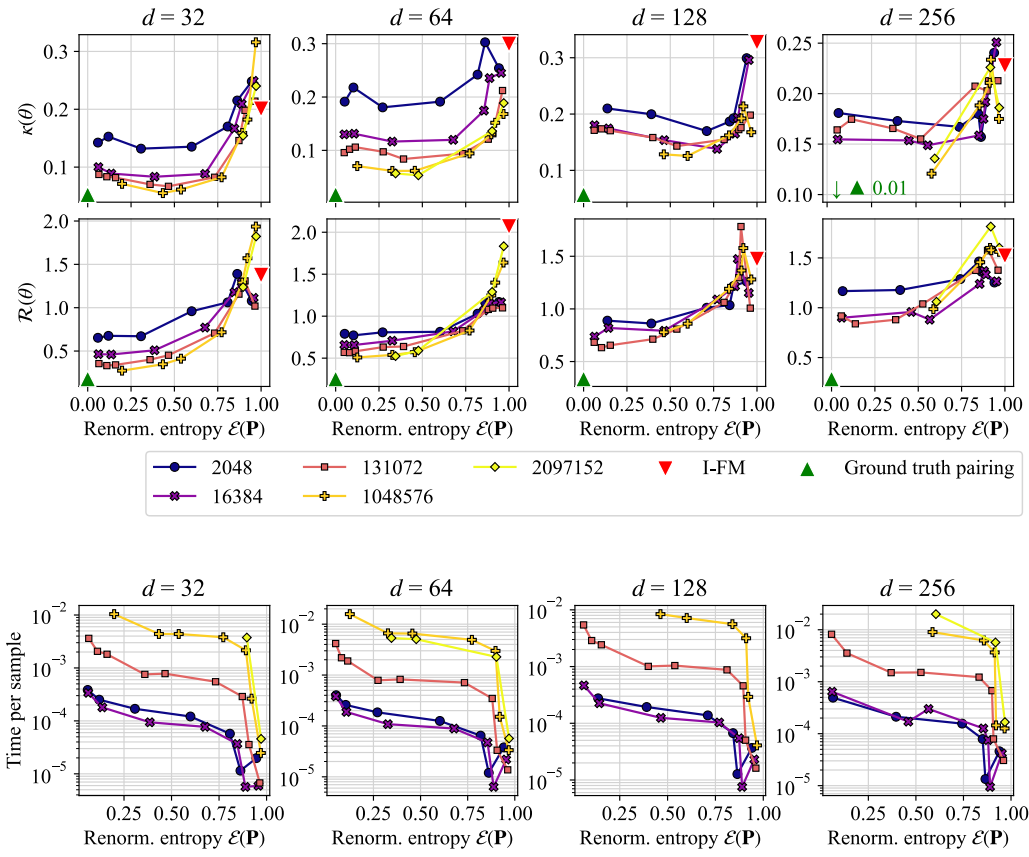 d = 32
d = 64
d = 128
d = 256
κ(θ)
0.3
0.2
0.1
0.3
0.2
0.1
0.3
0.2
0.1
0.25
0.20
0.15
0.10
↓ ▲ 0.01
R(θ)
2.0
1.5
1.0
0.5
2.0
1.5
1.0
0.5
0.0
1.5
1.0
0.5
1.5
1.0
0.5
0.00 0.25 0.50 0.75 1.00
0.00 0.25 0.50 0.75 1.00
0.00 0.25 0.50 0.75 1.00
0.00 0.25 0.50 0.75 1.00
Renorm. entropy ℰ(P)
Renorm. entropy ℰ(P)
Renorm. entropy ℰ(P)
Renorm. entropy ℰ(P)
2048
131072
2097152
I-FM
Ground truth pairing
16384
1048576
d = 32
d = 64
d = 128
d = 256
Time per sample
10⁻²
10⁻³
10⁻⁴
10⁻⁵
10⁻²
10⁻³
10⁻⁴
10⁻⁵
10⁻²
10⁻³
10⁻⁴
10⁻⁵
10⁻²
10⁻³
10⁻⁴
10⁻⁵
0.25 0.50 0.75 1.00
0.25 0.50 0.75 1.00
0.25 0.50 0.75 1.00
0.25 0.50 0.75 1.00
Renorm. entropy ℰ(P)
Renorm. entropy ℰ(P)
Renorm. entropy ℰ(P)
Renorm. entropy ℰ(P)